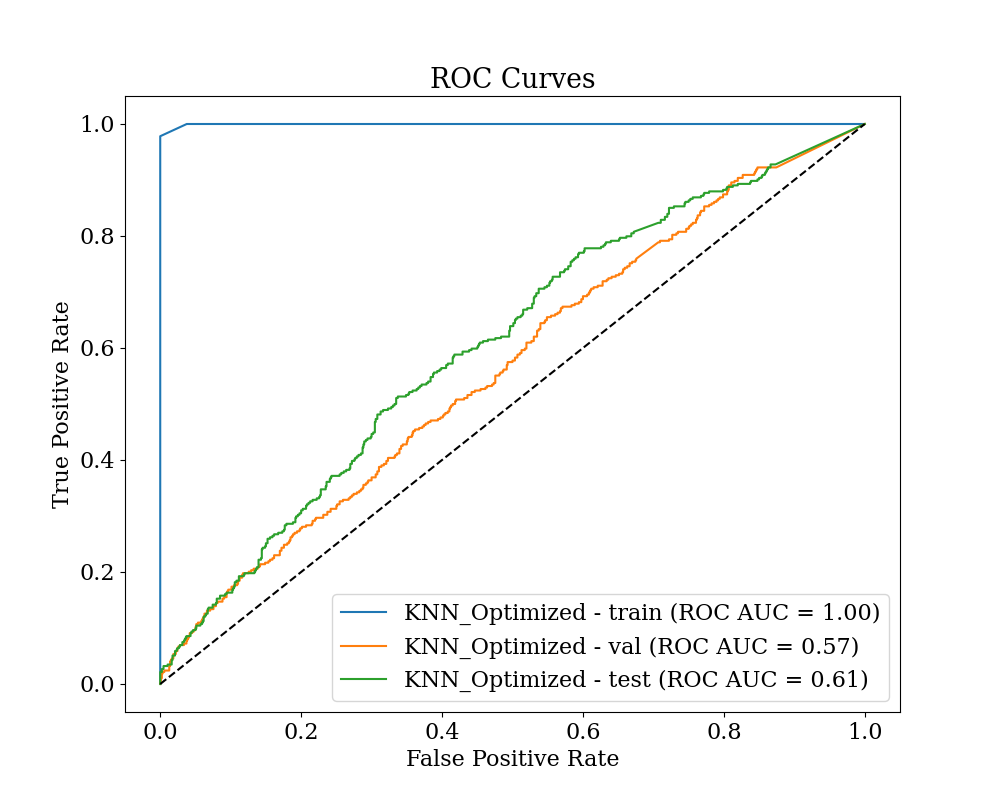 ROC Curves
True Positive Rate
1.0
0.8
0.6
0.4
0.2
0.0
KNN_Optimized - train (ROC AUC = 1.00)
KNN_Optimized - val (ROC AUC = 0.57)
KNN_Optimized - test (ROC AUC = 0.61)
0.0 0.2 0.4 0.6 0.8 1.0
False Positive Rate